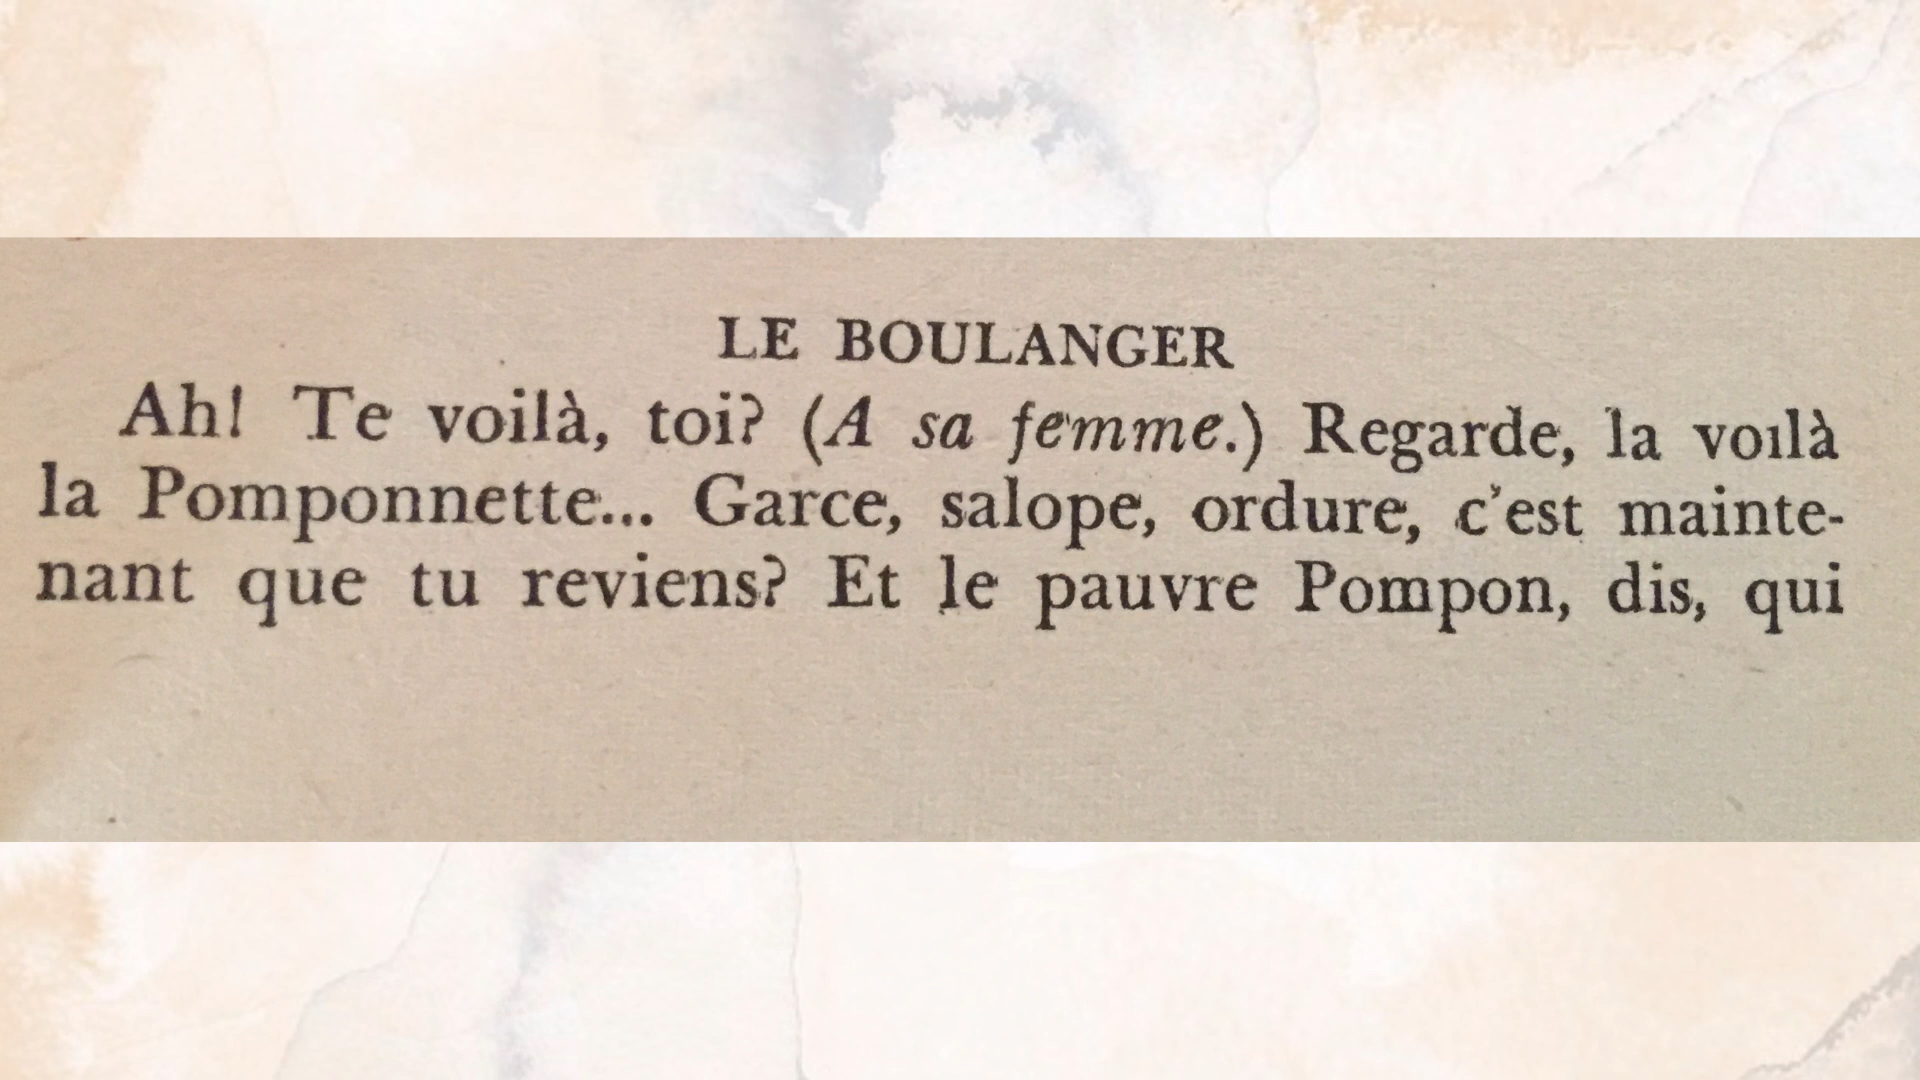 LE BOULANGER
Ah! Te voilà, toi? (A sa femme.) Regarde, la voilà
la Pomponnette... Garce, salope, ordure, c'est mainte-
nant que tu reviens? Et le pauvre Pompon, dis, qui